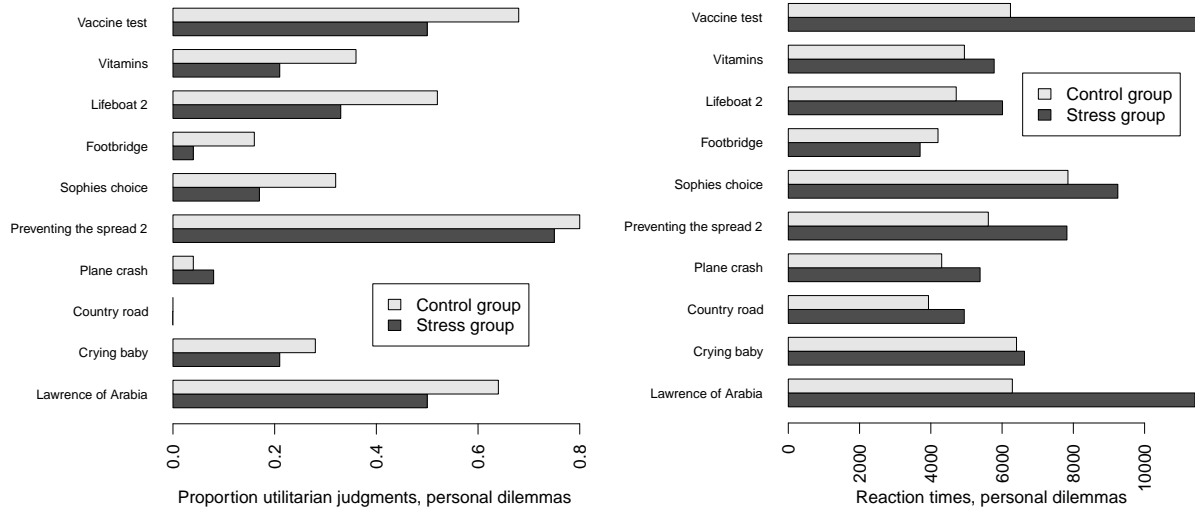 Vaccine test
Vitamins
Lifeboat 2
Footbridge
Sophies choice
Preventing the spread 2
Plane crash
Country road
Crying baby
Lawrence of Arabia
Control group
Stress group
0.0
0.2
0.4
0.6
0.8
Proportion utilitarian judgments, personal dilemmas
Vaccine test
Vitamins
Lifeboat 2
Footbridge
Sophies choice
Preventing the spread 2
Plane crash
Country road
Crying baby
Lawrence of Arabia
Control group
Stress group
0
2000
4000
6000
8000
10000
Reaction times, personal dilemmas